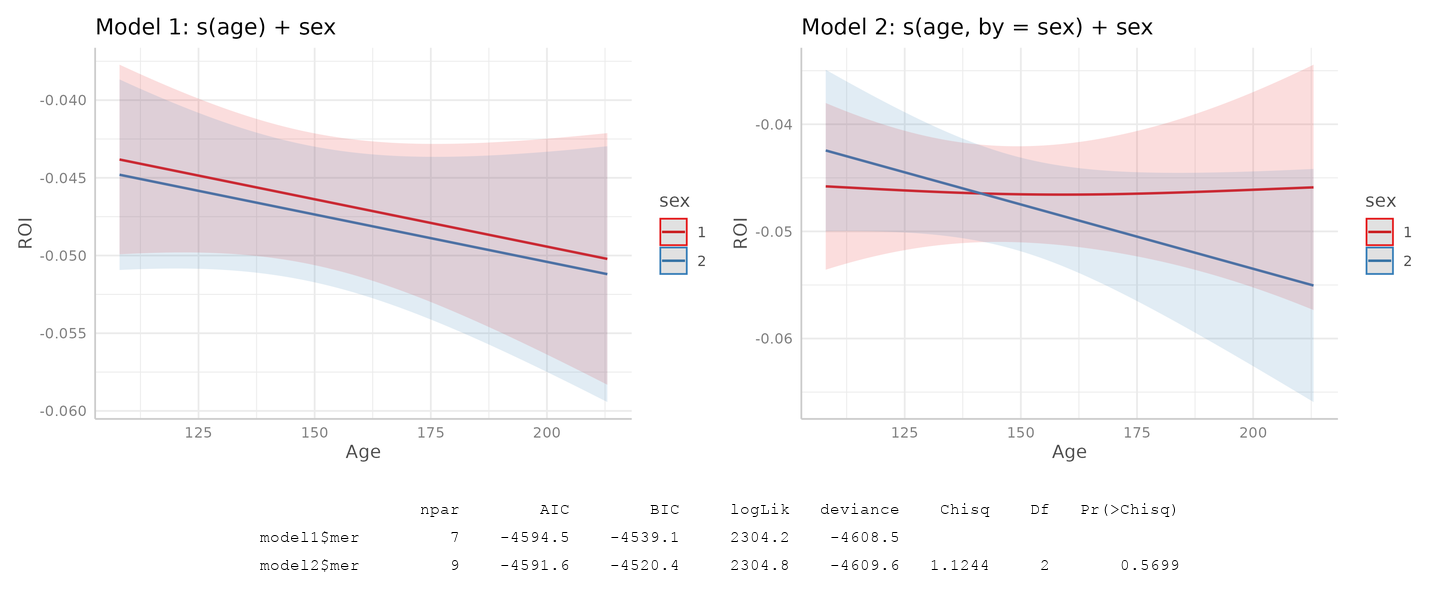 Model 1: s(age) + sex
-0.040
-0.045
-0.050
-0.055
-0.060
ROI
125 150 175 200
Age
sex
1
2
Model 2: s(age, by = sex) + sex
-0.04
-0.05
-0.06
ROI
125 150 175 200
Age
sex
1
2
npar AIC BIC logLik deviance Chisq Df Pr(>Chisq)
model1$mer 7 -4594.5 -4539.1 2304.2 -4608.5
model2$mer 9 -4591.6 -4520.4 2304.8 -4609.6 1.1244 2 0.5699